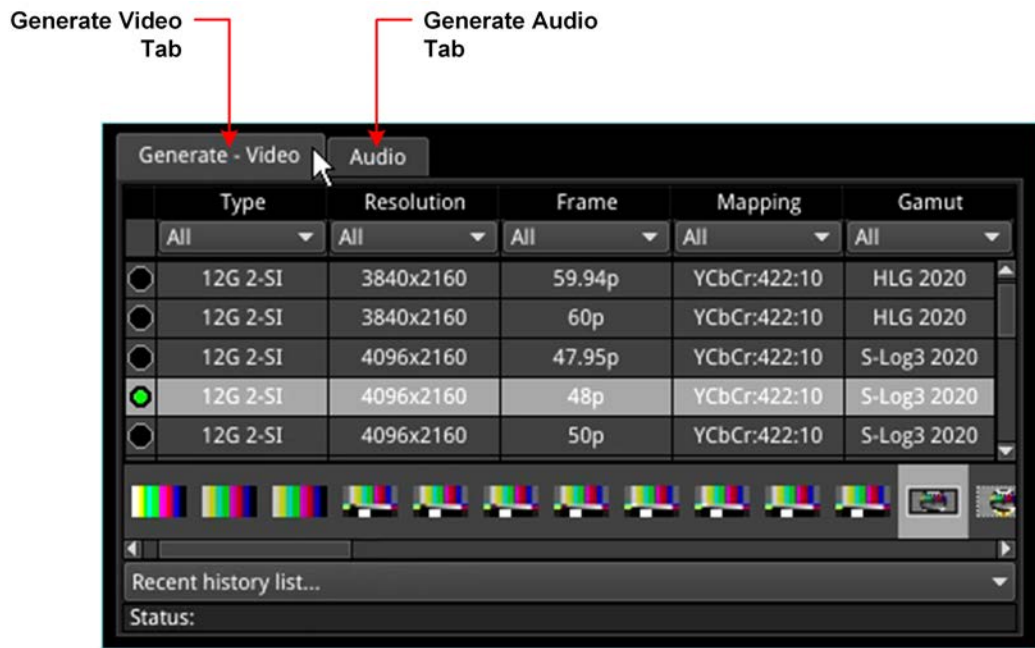 Generate Video Tab
Generate Audio Tab
Generate - Video Audio
Type Resolution Frame Mapping Gamut
All All All All All
12G 2-SI 3840x2160 59.94p YCbCr:422:10 HLG 2020
12G 2-SI 3840x2160 60p YCbCr:422:10 HLG 2020
12G 2-SI 4096x2160 47.95p YCbCr:422:10 S-Log3 2020
12G 2-SI 4096x2160 48p YCbCr:422:10 S-Log3 2020
12G 2-SI 4096x2160 50p YCbCr:422:10 S-Log3 2020
Recent history list...
Status: